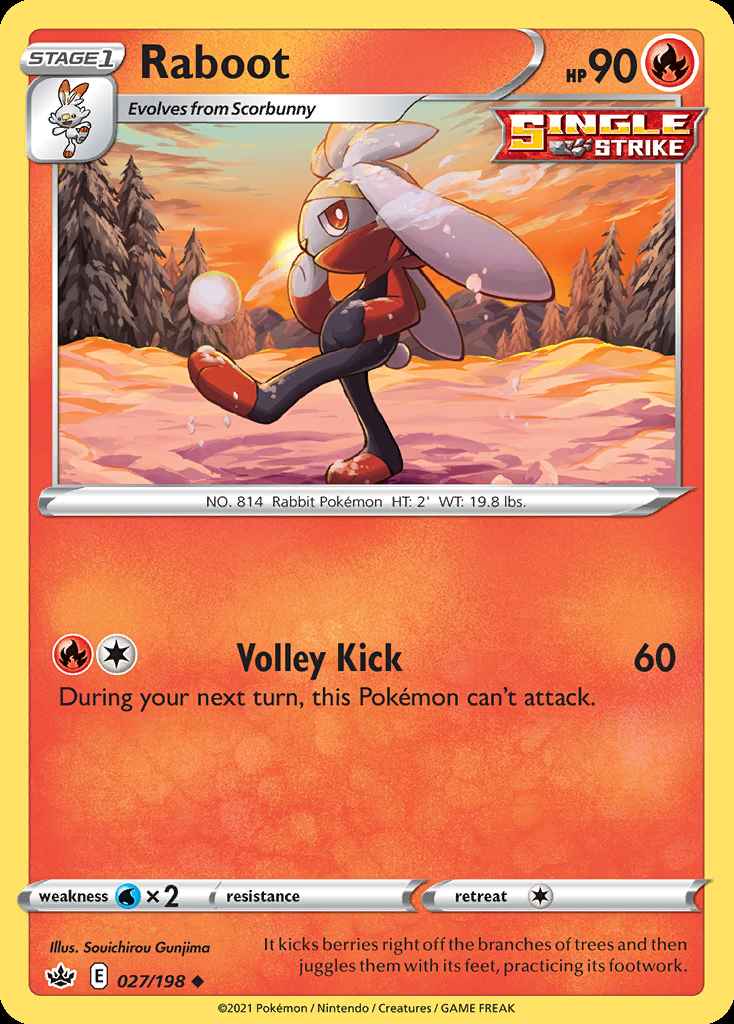 STAGE1
Raboot
HP90
Evolves from Scorbunny
SINGLE
STRIKE
NO. 814 Rabbit Pokémon HT: 2' WT: 19.8 lbs.
Volley Kick 60
During your next turn, this Pokémon can't attack.
weakness ×2 resistance retreat
Illus. Souichirou Gunjima
It kicks berries right off the branches of trees and then
juggles them with its feet, practicing its footwork.
E 027/198
©2021 Pokémon / Nintendo / Creatures / GAME FREAK